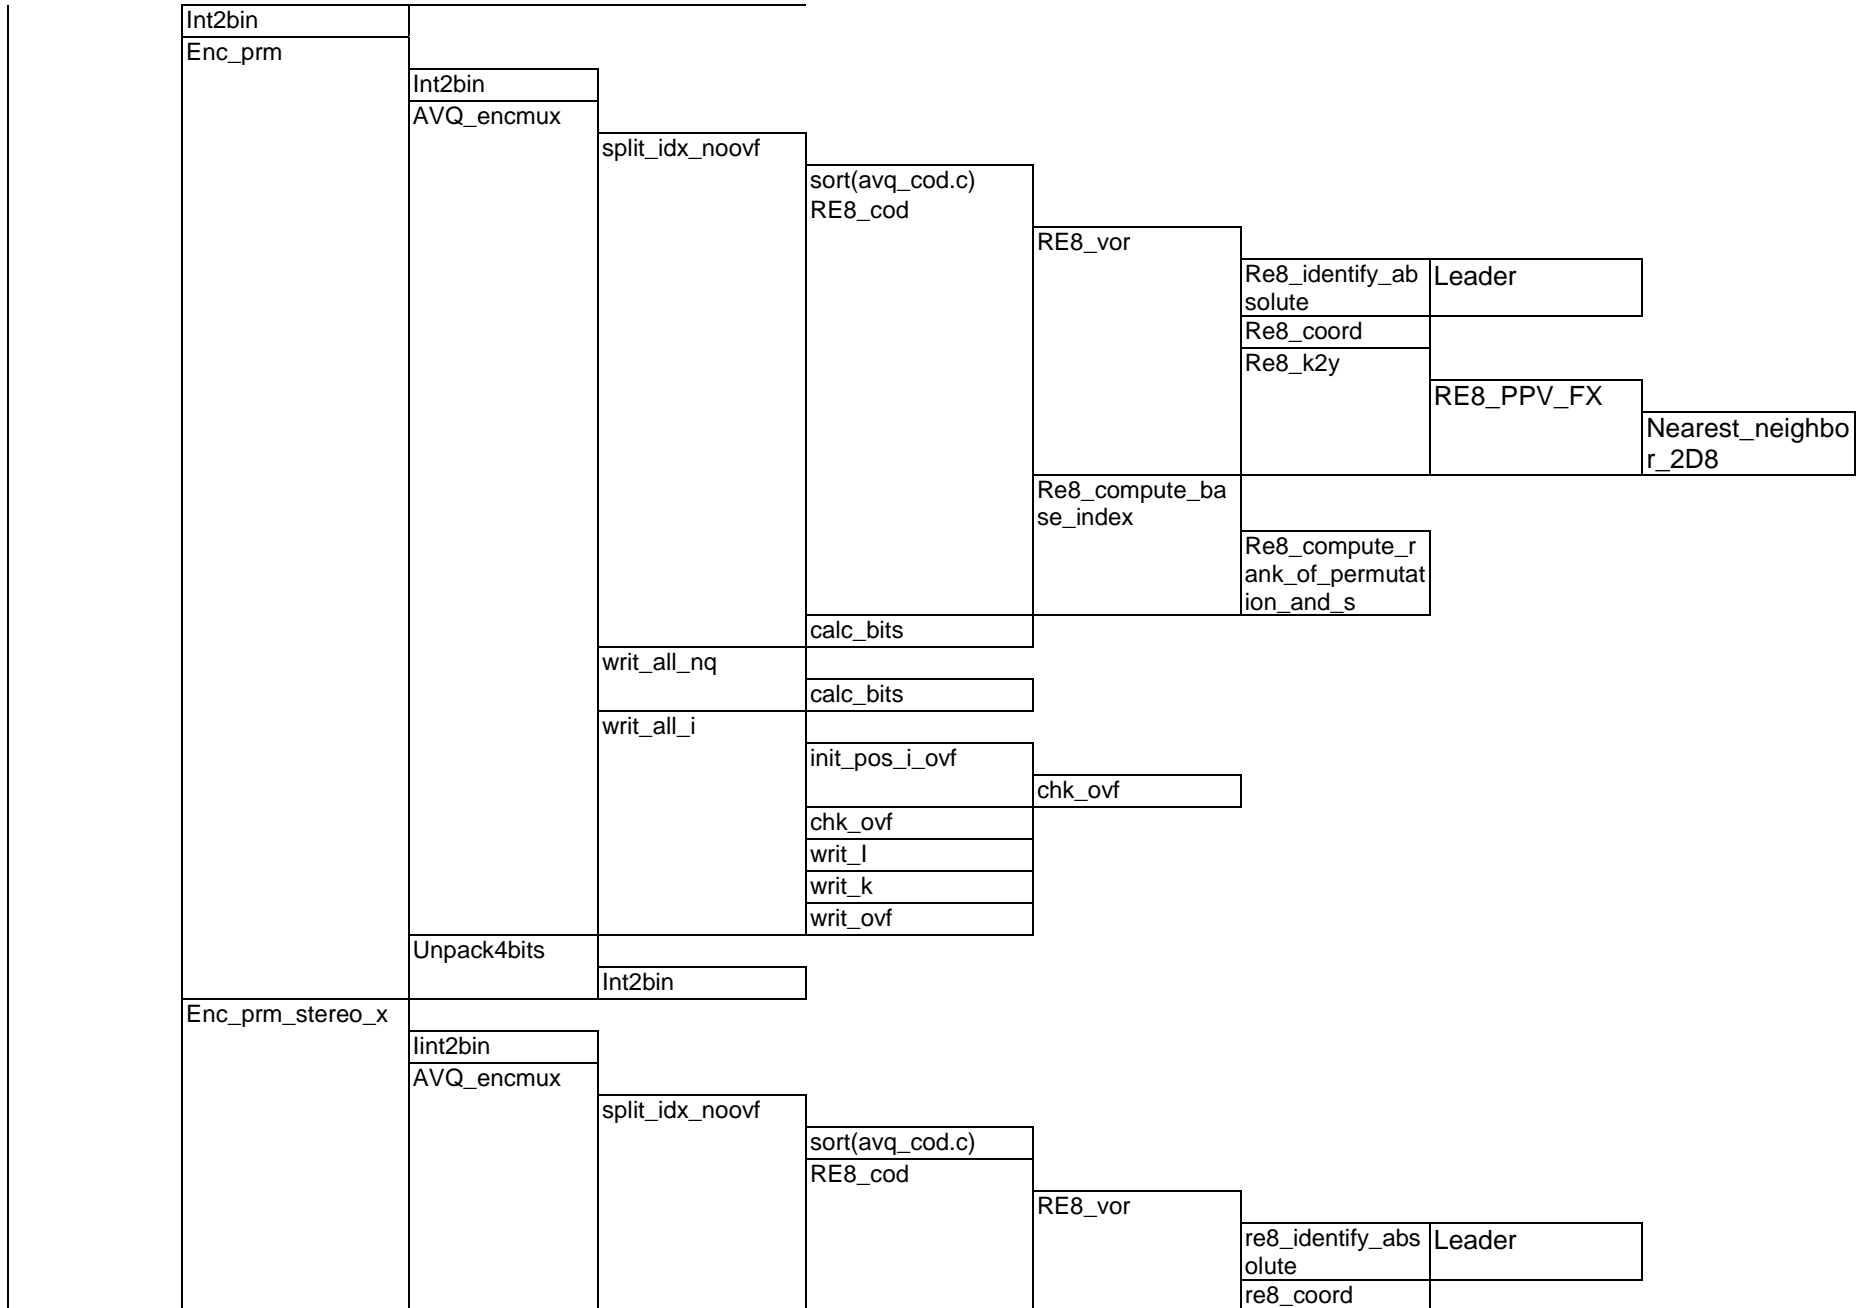 Int2bin
Enc_prm
Int2bin
AVQ_encmux
split_idx_noovf
sort(avq_cod.c)
RE8_cod
RE8_vor
Re8_identify_ab
solute
Leader
Re8_coord
Re8_k2y
RE8_PPV_FX
Nearest_neighbo
r_2D8
Re8_compute_ba
se_index
Re8_compute_r
ank_of_permutat
ion_and_s
calc_bits
writ_all_nq
calc_bits
writ_all_i
init_pos_i_ovf
chk_ovf
chk_ovf
writ_I
writ_k
writ_ovf
Unpack4bits
Int2bin
Enc_prm_stereo_x
Iint2bin
AVQ_encmux
split_idx_noovf
sort(avq_cod.c)
RE8_cod
RE8_vor
re8_identify_abs
olute
Leader
re8_coord